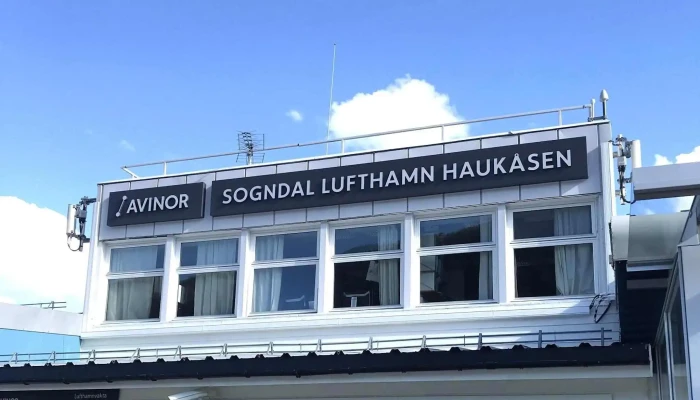 AVINOR
SOGNDAL LUFTHAMN HAUKÅSEN